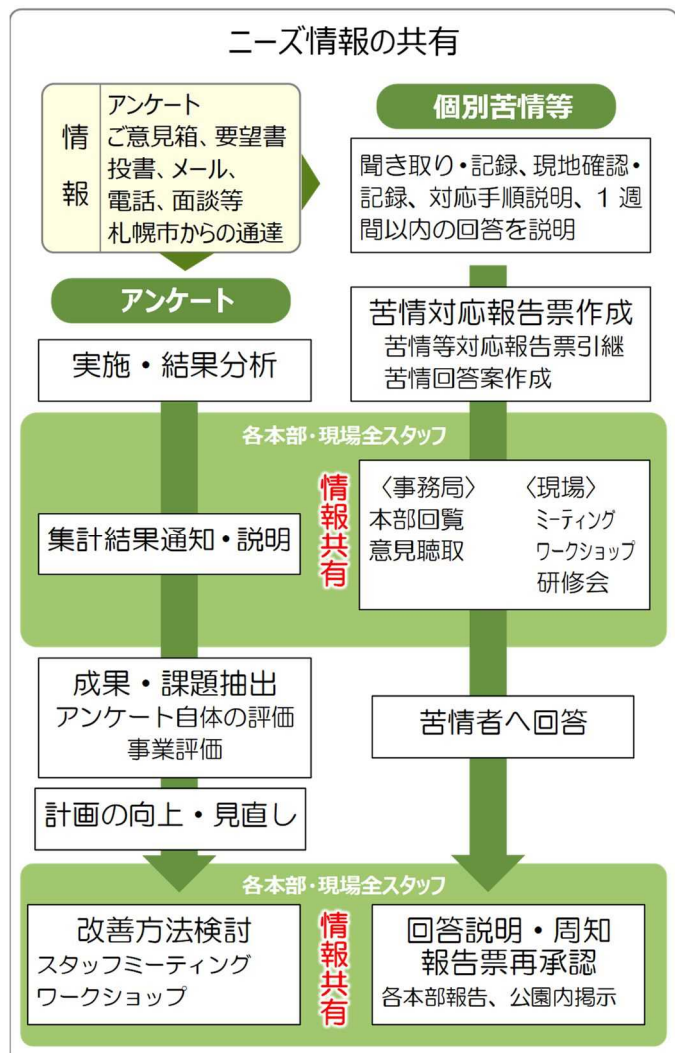 ニーズ情報の共有
情報
アンケート
ご意見箱、要望書
投書、メール、
電話、面談等
札幌市からの通達
アンケート
実施・結果分析
個別苦情等
聞き取り・記録、現地確認・
記録、対応手順説明、1週
間以内の回答を説明
苦情対応報告票作成
苦情等対応報告票引継
苦情回答案作成
各本部・現場全スタッフ
集計結果通知・説明
情報共有
〈事務局〉
本部回覧
意見聴取
〈現場〉
ミーティング
ワークショップ
研修会
成果・課題抽出
アンケート自体の評価
事業評価
計画の向上・見直し
苦情者へ回答
各本部・現場全スタッフ
改善方法検討
スタッフミーティング
ワークショップ
情報共有
回答説明・周知
報告票再承認
各本部報告、公園内掲示